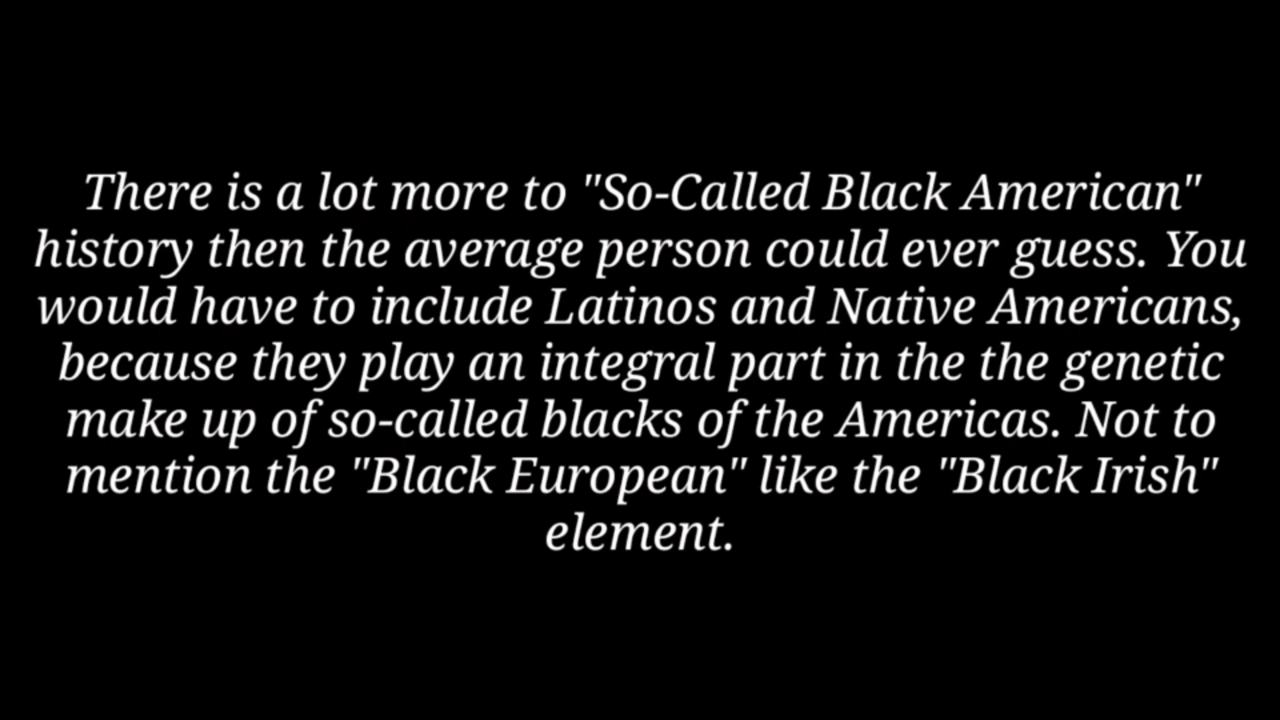 There is a lot more to "So-Called Black American"
history then the average person could ever guess. You
would have to include Latinos and Native Americans,
because they play an integral part in the the genetic
make up of so-called blacks of the Americas. Not to
mention the "Black European" like the "Black Irish"
element.